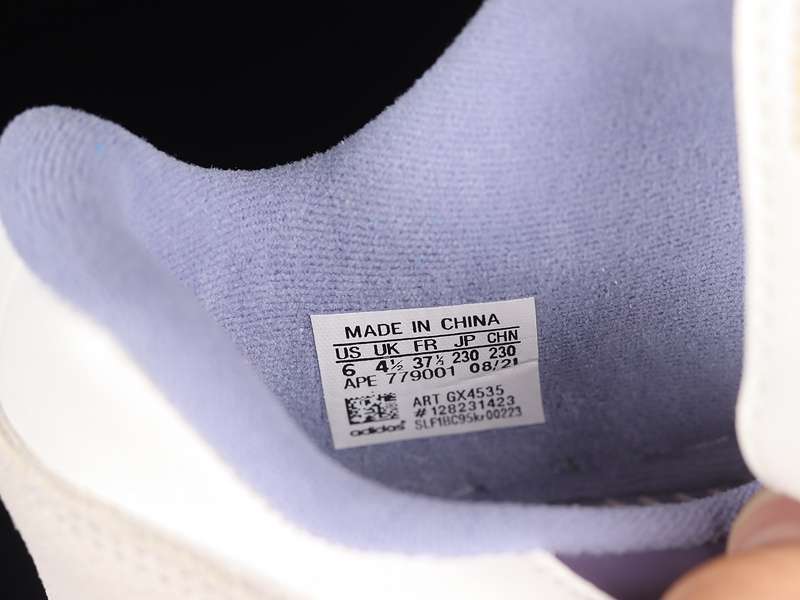 MADE IN CHINA
US UK FR JP CHN
6 4½ 37⅓ 230 230
APE 779001 08/21
ART GX4535
#128231423
SLF1BC95kr00223
adidas